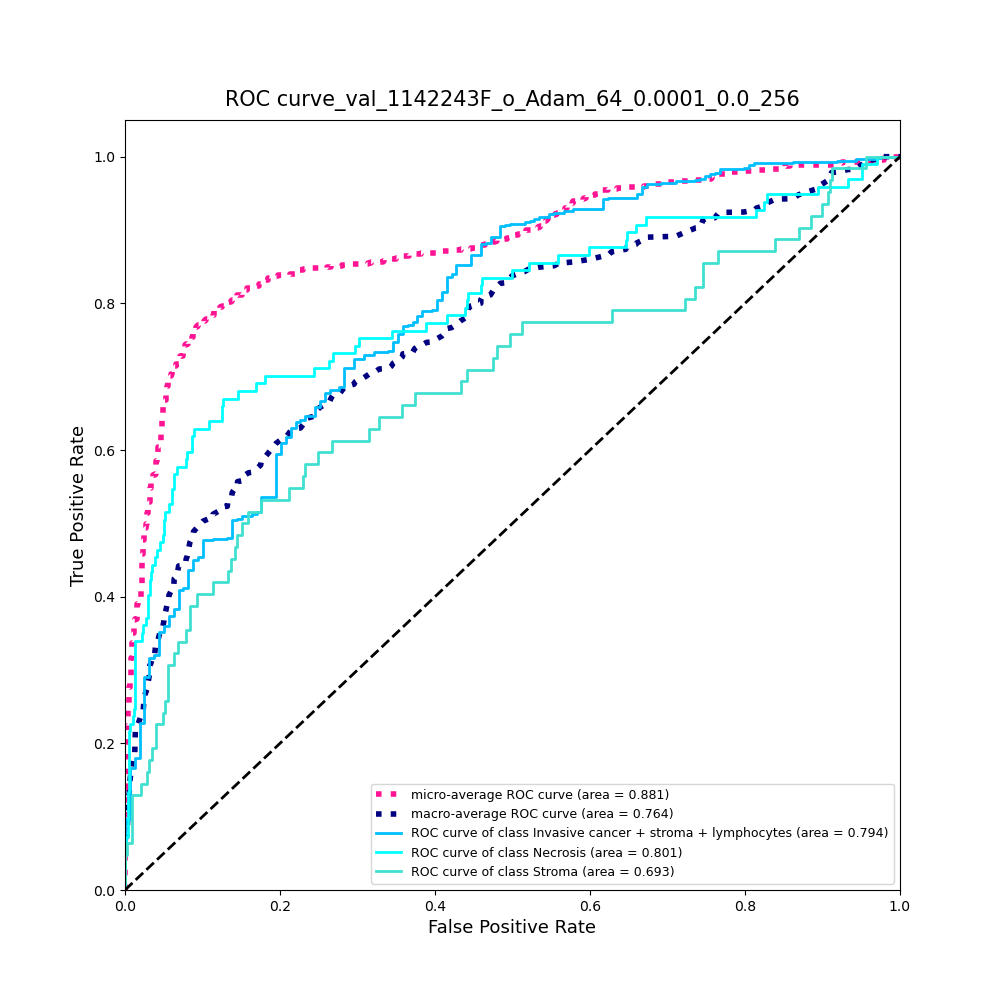 ROC curve_val_1142243F_o_Adam_64_0.0001_0.0_256
True Positive Rate
1.0
0.8
0.6
0.4
0.2
0.0
micro-average ROC curve (area = 0.881)
macro-average ROC curve (area = 0.764)
ROC curve of class Invasive cancer + stroma + lymphocytes (area = 0.794)
ROC curve of class Necrosis (area = 0.801)
ROC curve of class Stroma (area = 0.693)
0.0 0.2 0.4 0.6 0.8 1.0
False Positive Rate